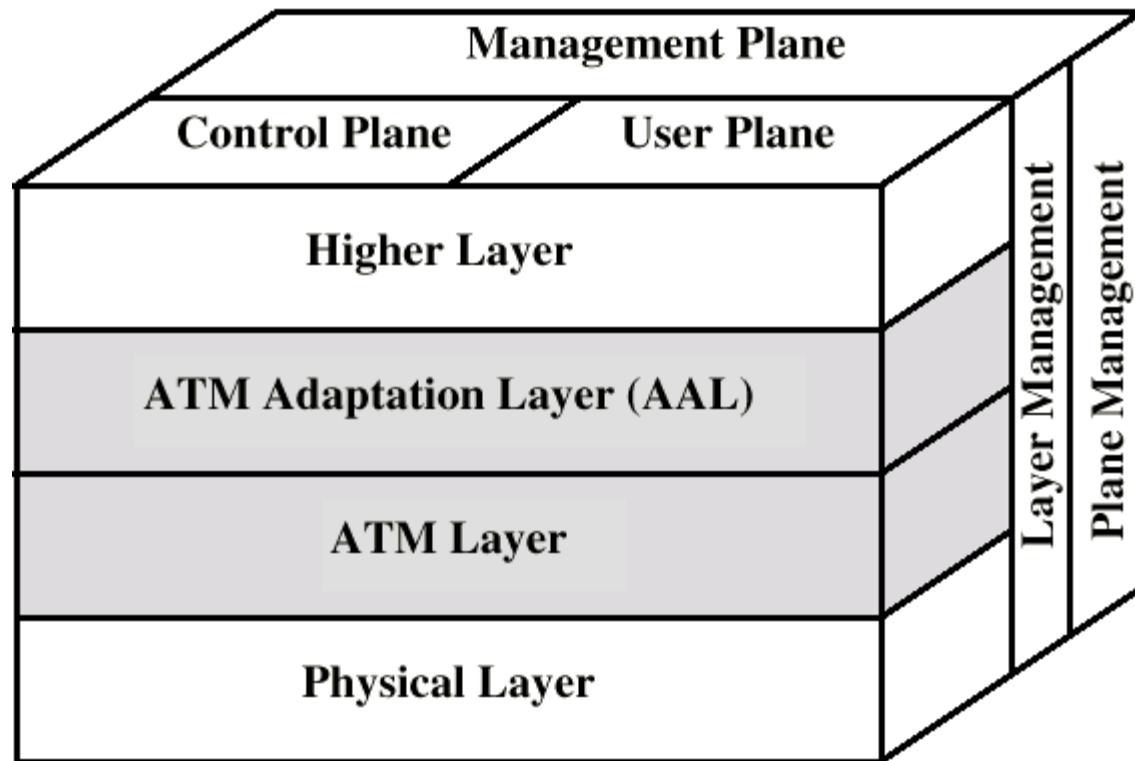 Management Plane
Control Plane
User Plane
Higher Layer
ATM Adaptation Layer (AAL)
ATM Layer
Physical Layer
Layer Management
Plane Management